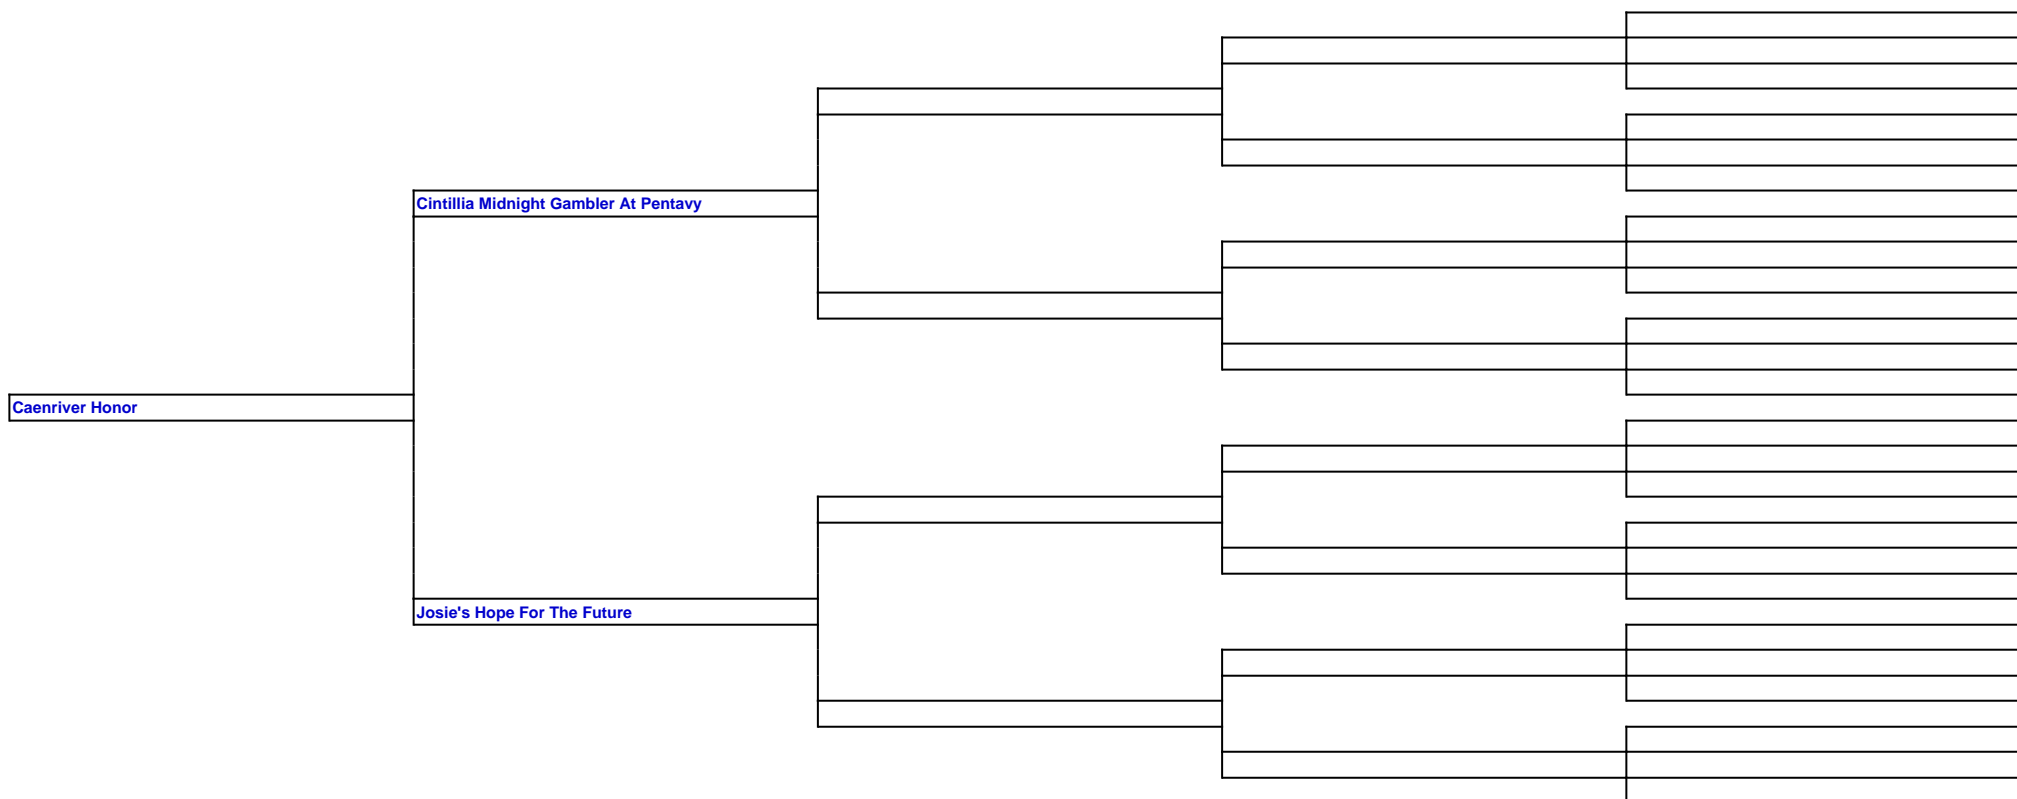 Cintillia Midnight Gambler At Pentavy
Caenriver Honor
Josie's Hope For The Future